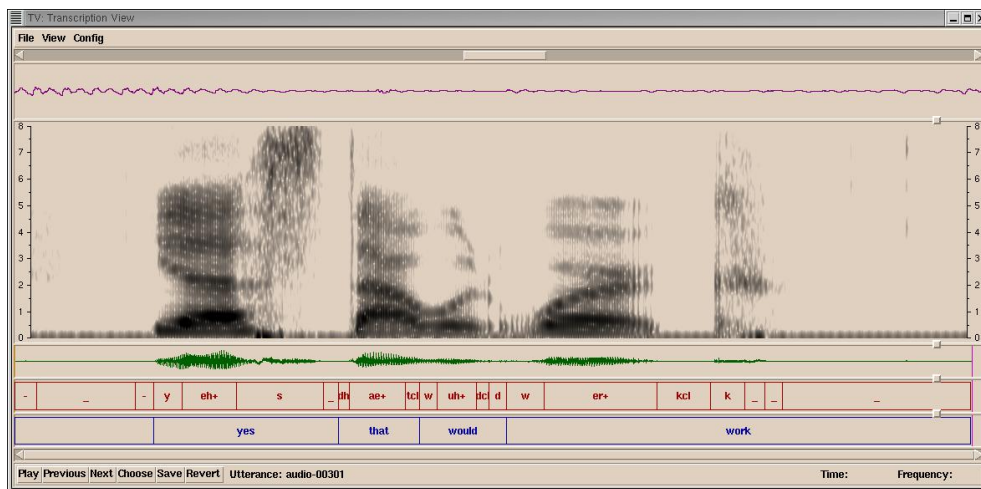 TV: Transcription View
File View Config
8 8
7 7
6 6
5 5
4 4
3 3
2 2
1 1
0 0
- _ - y eh+ s _ dh ae+ tcl w uh+ dcl d w er+ kcl k _ _ _
yes that would work
Play Previous Next Choose Save Revert Utterance: audio-00301 Time: Frequency: